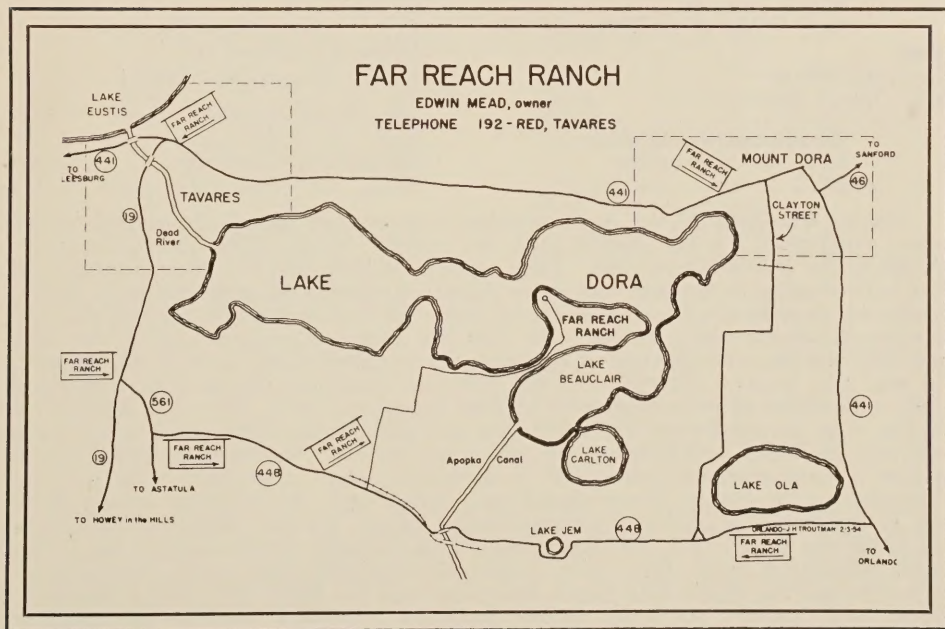 FAR REACH RANCH
EDWIN MEAD, owner
TELEPHONE 192-RED, TAVARES
LAKE
EUSTIS
FAR REACH
RANCH
441
TO
LEESBURG
TAVARES
19
Dead
River
441
FAR REACH
RANCH
MOUNT DORA
TO
SANFORD
46
CLAYTON
STREET
LAKE
DORA
FAR REACH
RANCH
LAKE
BEAUCLAIR
FAR REACH
RANCH
561
19
FAR REACH
RANCH
448
FAR REACH
RANCH
TO ASTATULA
TO HOWEY in the HILLS
Apopka Canal
LAKE
CARLTON
441
LAKE OLA
LAKE JEM
448
ORLANDO-J H TROUTMAN 2-3-54
FAR REACH
RANCH
TO
ORLANDO